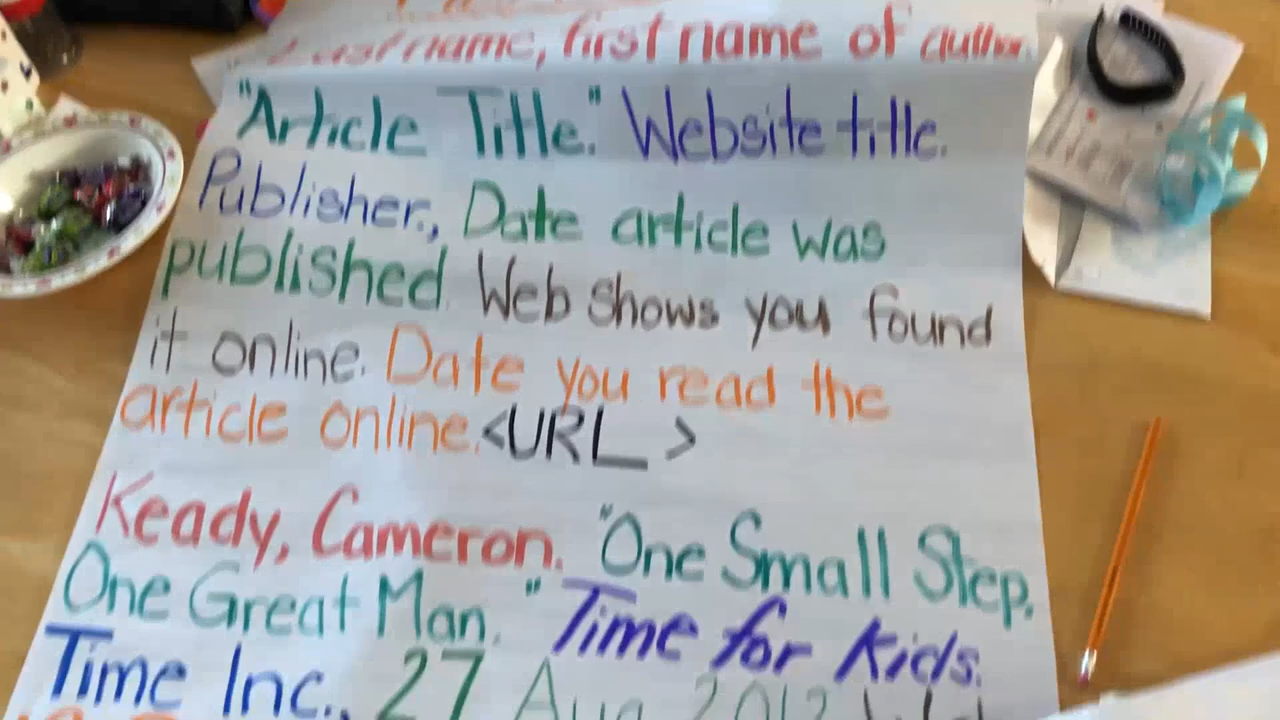 Last name, first name of author.
"Article Title." Website title.
Publisher., Date article was
published. Web shows you found
it online. Date you read the
article online.<URL>
Keady, Cameron. "One Small Step.
One Great Man." Time for Kids.
Time Inc., 27 Aug 2012